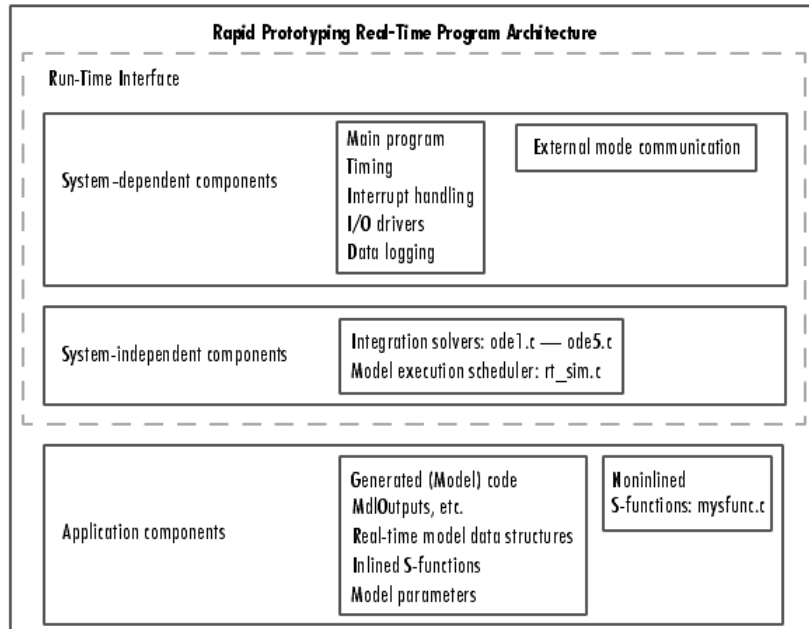 Rapid Prototyping Real-Time Program Architecture
Run-Time Interface
System-dependent components
Main program
Timing
Interrupt handling
I/O drivers
Data logging
External mode communication
System-independent components
Integration solvers: ode1.c — ode5.c
Model execution scheduler: rt_sim.c
Application components
Generated (Model) code
MdlOutputs, etc.
Real-time model data structures
Inlined S-functions
Model parameters
Noninlined
S-functions: mysfunc.c